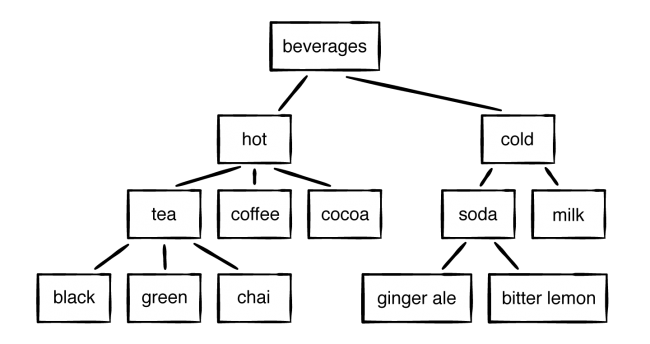 beverages
hot
cold
tea
coffee
cocoa
soda
milk
black
green
chai
ginger ale
bitter lemon